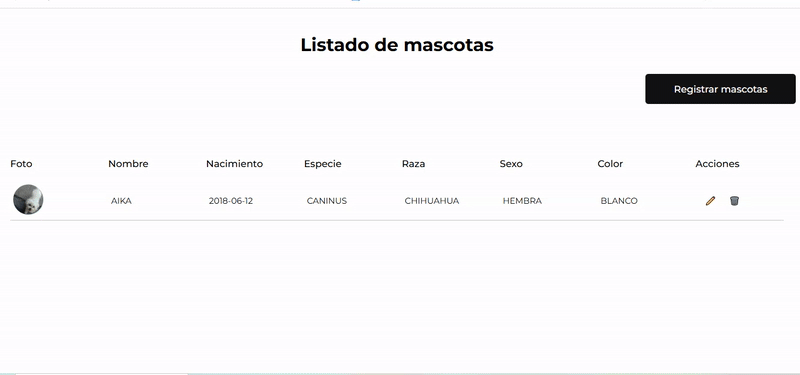 Listado de mascotas
Registrar mascotas
Foto Nombre Nacimiento Especie Raza Sexo Color Acciones
AIKA 2018-06-12 CANINUS CHIHUAHUA HEMBRA BLANCO